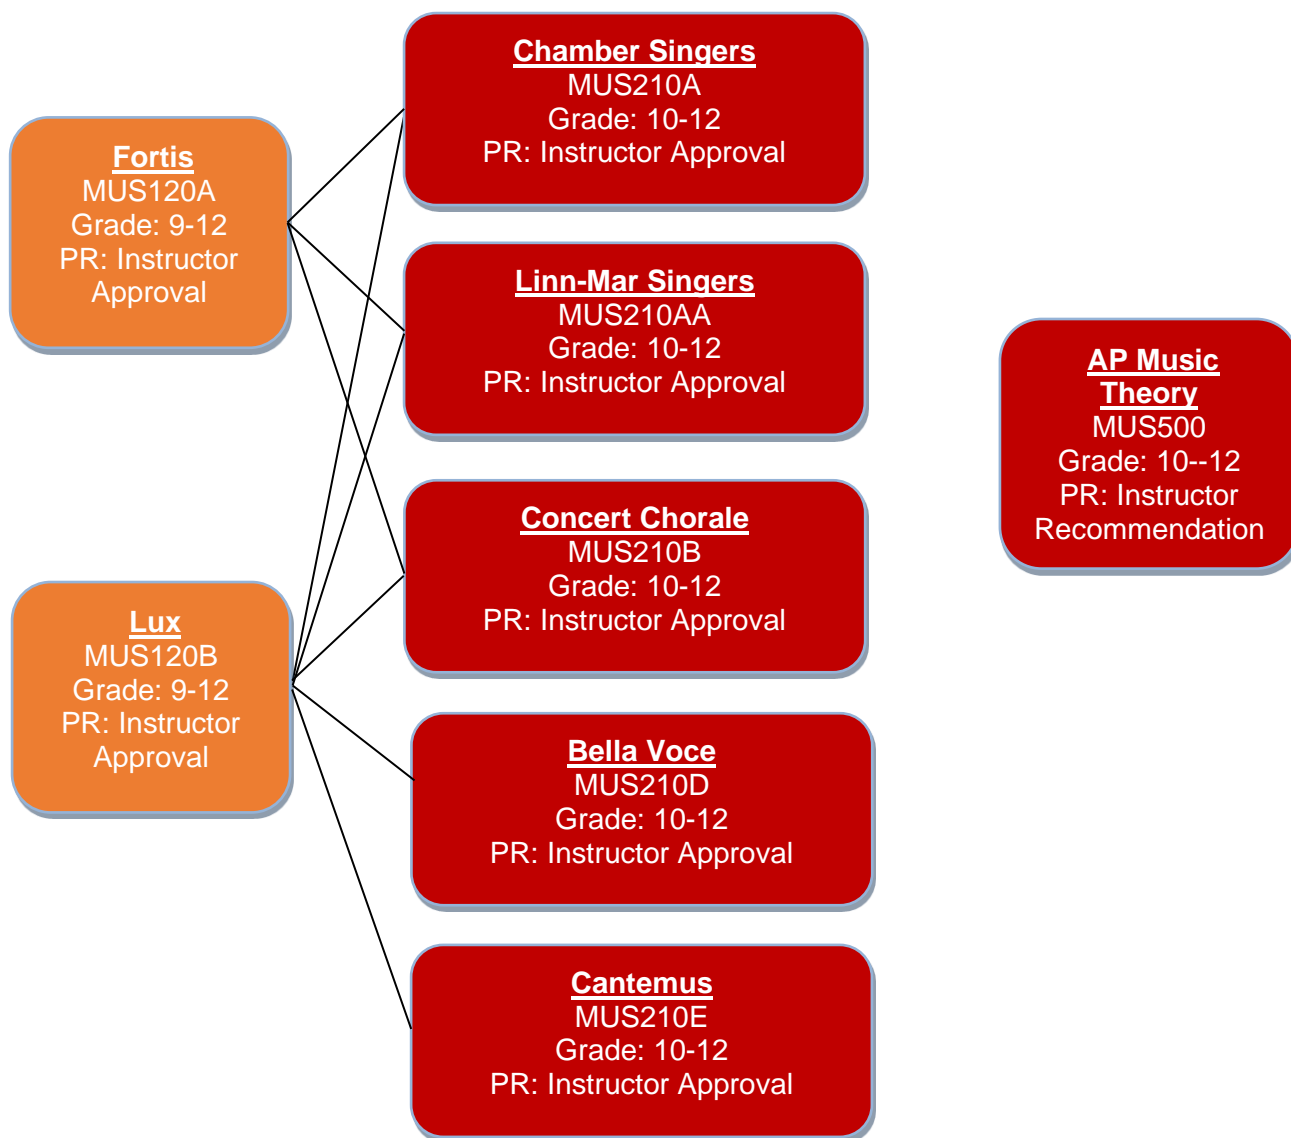 Fortis
MUS120A
Grade: 9-12
PR: Instructor
Approval
Lux
MUS120B
Grade: 9-12
PR: Instructor
Approval
Chamber Singers
MUS210A
Grade: 10-12
PR: Instructor Approval
Linn-Mar Singers
MUS210AA
Grade: 10-12
PR: Instructor Approval
Concert Chorale
MUS210B
Grade: 10-12
PR: Instructor Approval
Bella Voce
MUS210D
Grade: 10-12
PR: Instructor Approval
Cantemus
MUS210E
Grade: 10-12
PR: Instructor Approval
AP Music
Theory
MUS500
Grade: 10--12
PR: Instructor
Recommendation